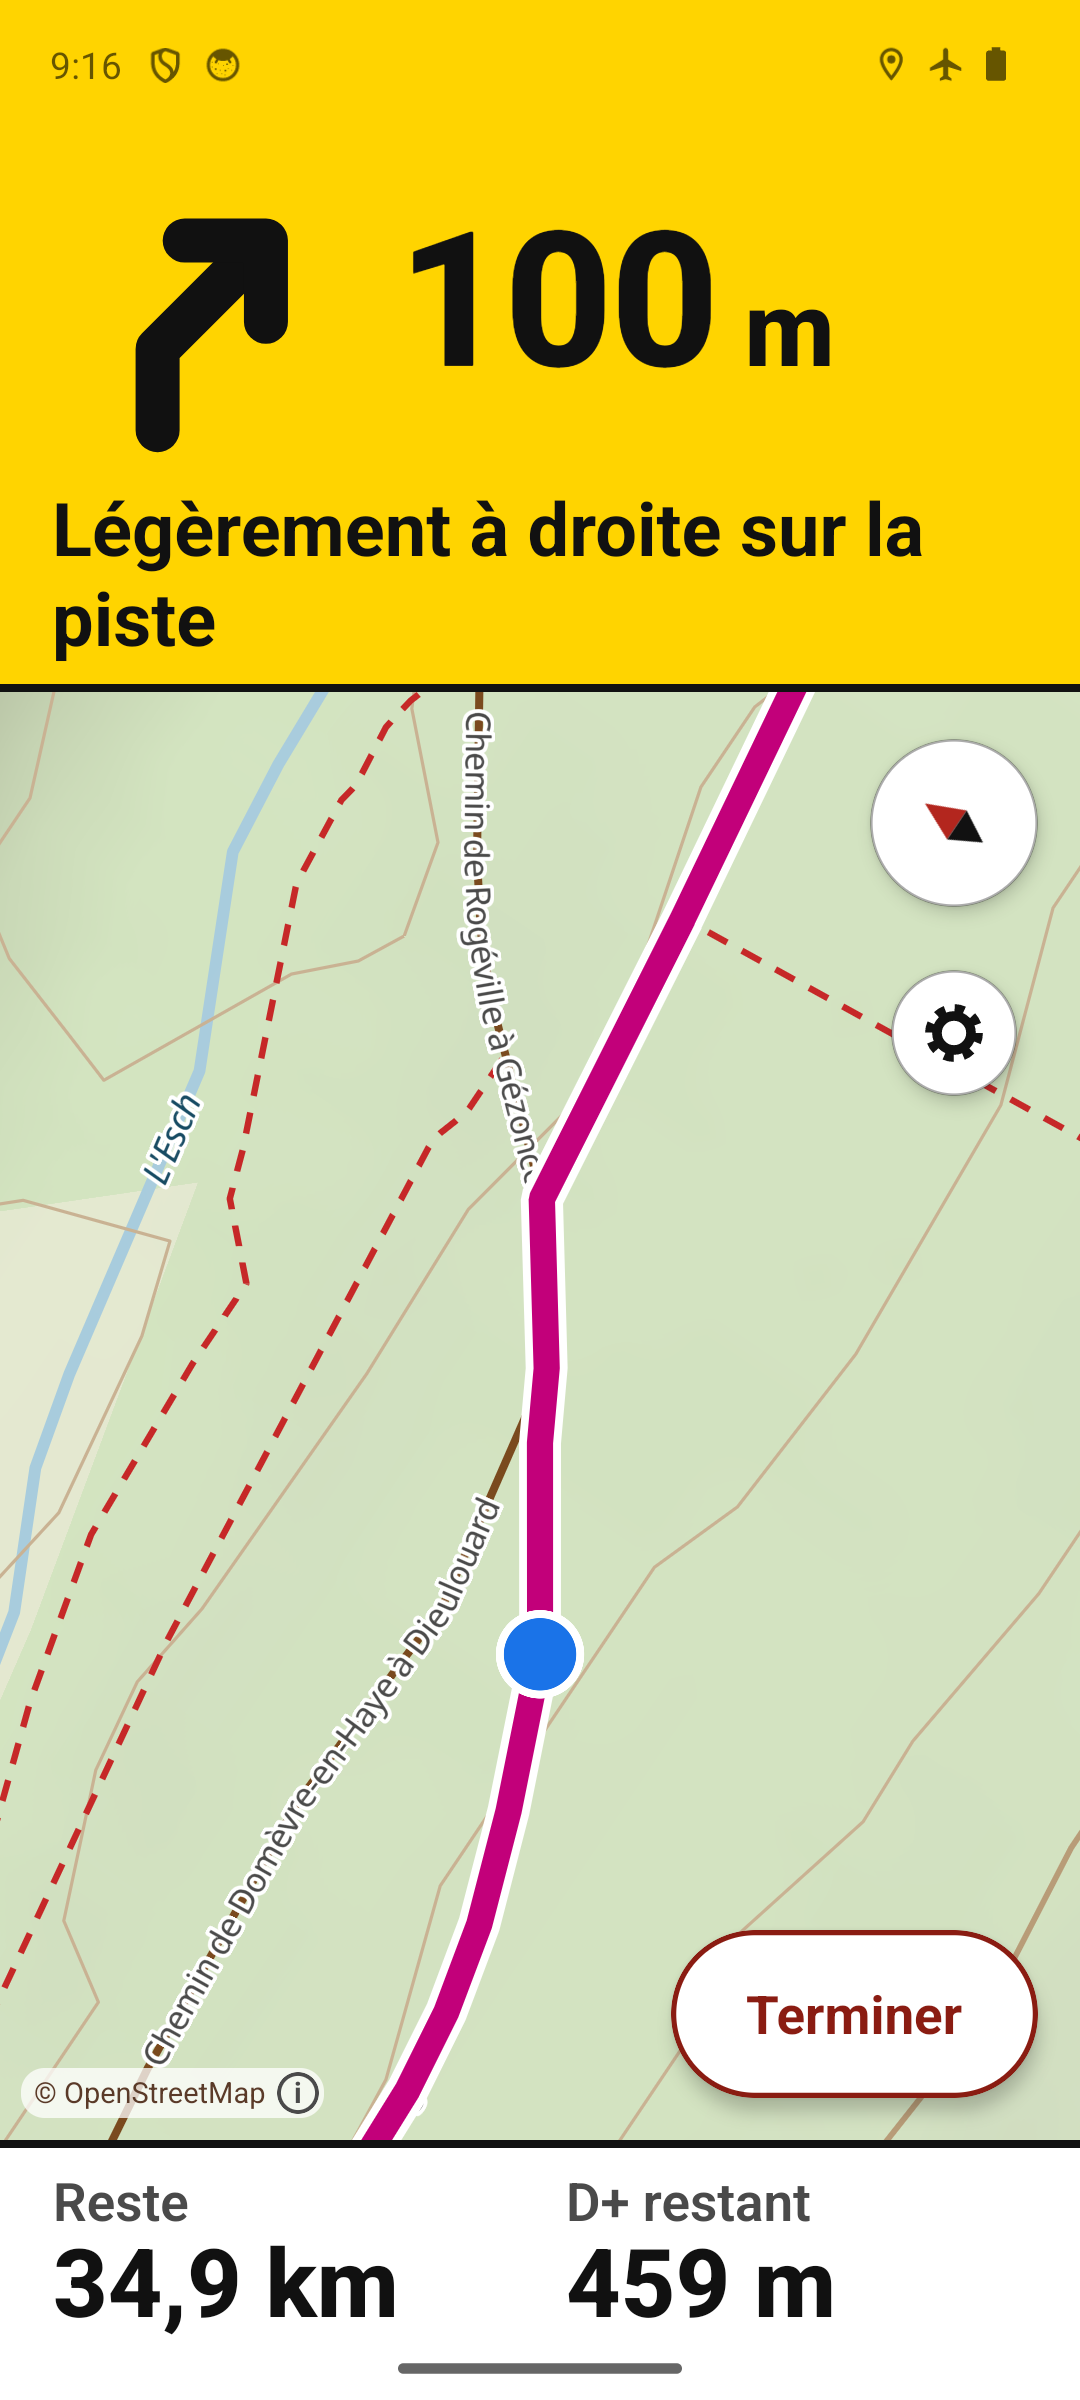 9:16
100 m
Légèrement à droite sur la
piste
Chemin de Rogéville à Gézonc
L'Esch
Chemin de Domèvre-en-Haye à Dieulouard
Terminer
© OpenStreetMap i
Reste
D+ restant
34,9 km
459 m